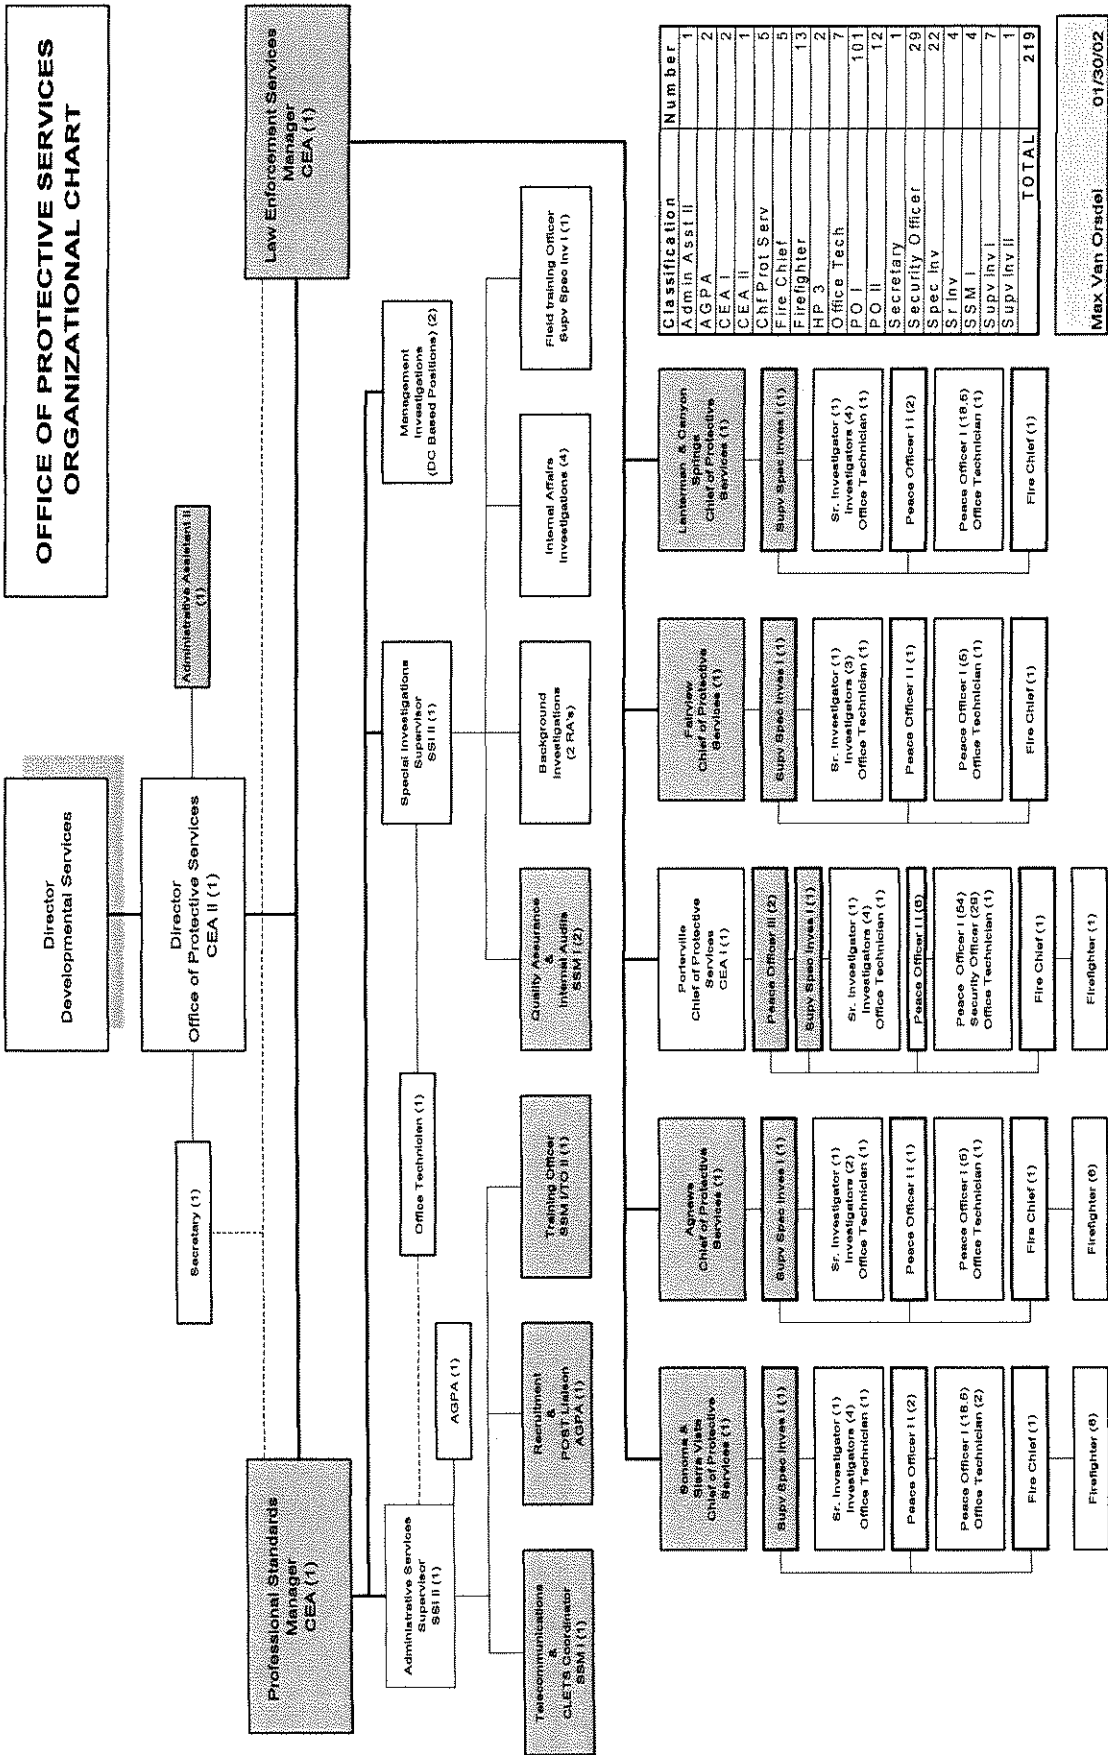 OFFICE OF PROTECTIVE SERVICES
ORGANIZATIONAL CHART
Director
Developmental Services
Director
Office of Protective Services
CEA II (1)
Secretary (1)
Administrative Assistant II
(1)
Professional Standards
Manager
CEA (1)
Law Enforcement Services
Manager
CEA (1)
Administrative Services
Supervisor
SSI II (1)
AGPA (1)
Office Technician (1)
Special Investigations
Supervisor
SSI II (1)
Management
Investigations
(DC Based Positions) (2)
Telecommunications
&
CLETS Coordinator
SSM I (1)
Recruitment
&
POST Liaison
AGPA (1)
Training Officer
SSM I/TO II (1)
Quality Assurance
&
Internal Audits
SSM I (2)
Background
Investigations
(2 RA's)
Internal Affairs
Investigations (4)
Field training Officer
Supv Spec Inv I (1)
Sonoma &
Sierra Vista
Chief of Protective
Services (1)
Supv Spec Inves I (1)
Sr. Investigator (1)
Investigators (4)
Office Technician (1)
Peace Officer II (2)
Peace Officer I (18.5)
Office Technician (2)
Fire Chief (1)
Firefighter (6)
Agnews
Chief of Protective
Services (1)
Supv Spec Inves I (1)
Sr. Investigator (1)
Investigators (2)
Office Technician (1)
Peace Officer II (1)
Peace Officer I (5)
Office Technician (1)
Fire Chief (1)
Firefighter (6)
Porterville
Chief of Protective
Services
CEA I (1)
Peace Officer III (2)
Supv Spec Inves I (1)
Sr. Investigator (1)
Investigators (4)
Office Technician (1)
Peace Officer II (6)
Peace Officer I (54)
Security Officer (29)
Office Technician (1)
Fire Chief (1)
Firefighter (1)
Fairview
Chief of Protective
Services (1)
Supv Spec Inves I (1)
Sr. Investigator (1)
Investigators (3)
Office Technician (1)
Peace Officer II (1)
Peace Officer I (5)
Office Technician (1)
Fire Chief (1)
Lanterman & Canyon
Springs
Chief of Protective
Services (1)
Supv Spec Inves I (1)
Sr. Investigator (1)
Investigators (4)
Office Technician (1)
Peace Officer II (2)
Peace Officer I (18.5)
Office Technician (1)
Fire Chief (1)
Classification Number
Admin Asst II 1
AGPA 2
CEA I 2
CEA II 1
Chf Prot Serv 5
Fire Chief 5
Firefighter 13
HP 3 2
Office Tech 7
PO I 101
PO II 12
Secretary 1
Security Officer 29
Spec Inv 22
Sr Inv 4
SSM I 4
Supv Inv I 7
Supv Inv II 1
TOTAL 219
Max Van Orsdel 01/30/02